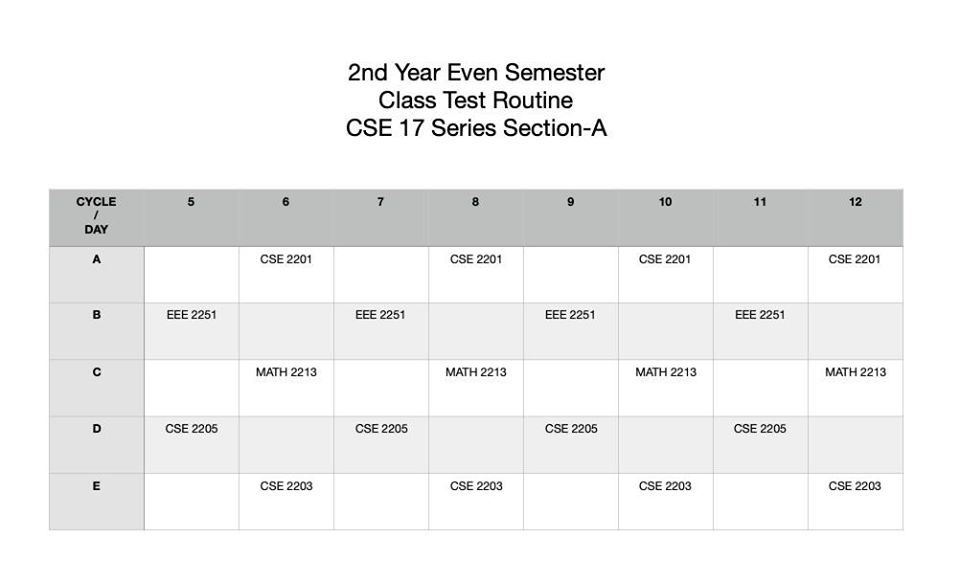 2nd Year Even Semester
Class Test Routine
CSE 17 Series Section-A
CYCLE / DAY 5 6 7 8 9 10 11 12
A CSE 2201 CSE 2201 CSE 2201 CSE 2201
B EEE 2251 EEE 2251 EEE 2251 EEE 2251
C MATH 2213 MATH 2213 MATH 2213 MATH 2213
D CSE 2205 CSE 2205 CSE 2205 CSE 2205
E CSE 2203 CSE 2203 CSE 2203 CSE 2203